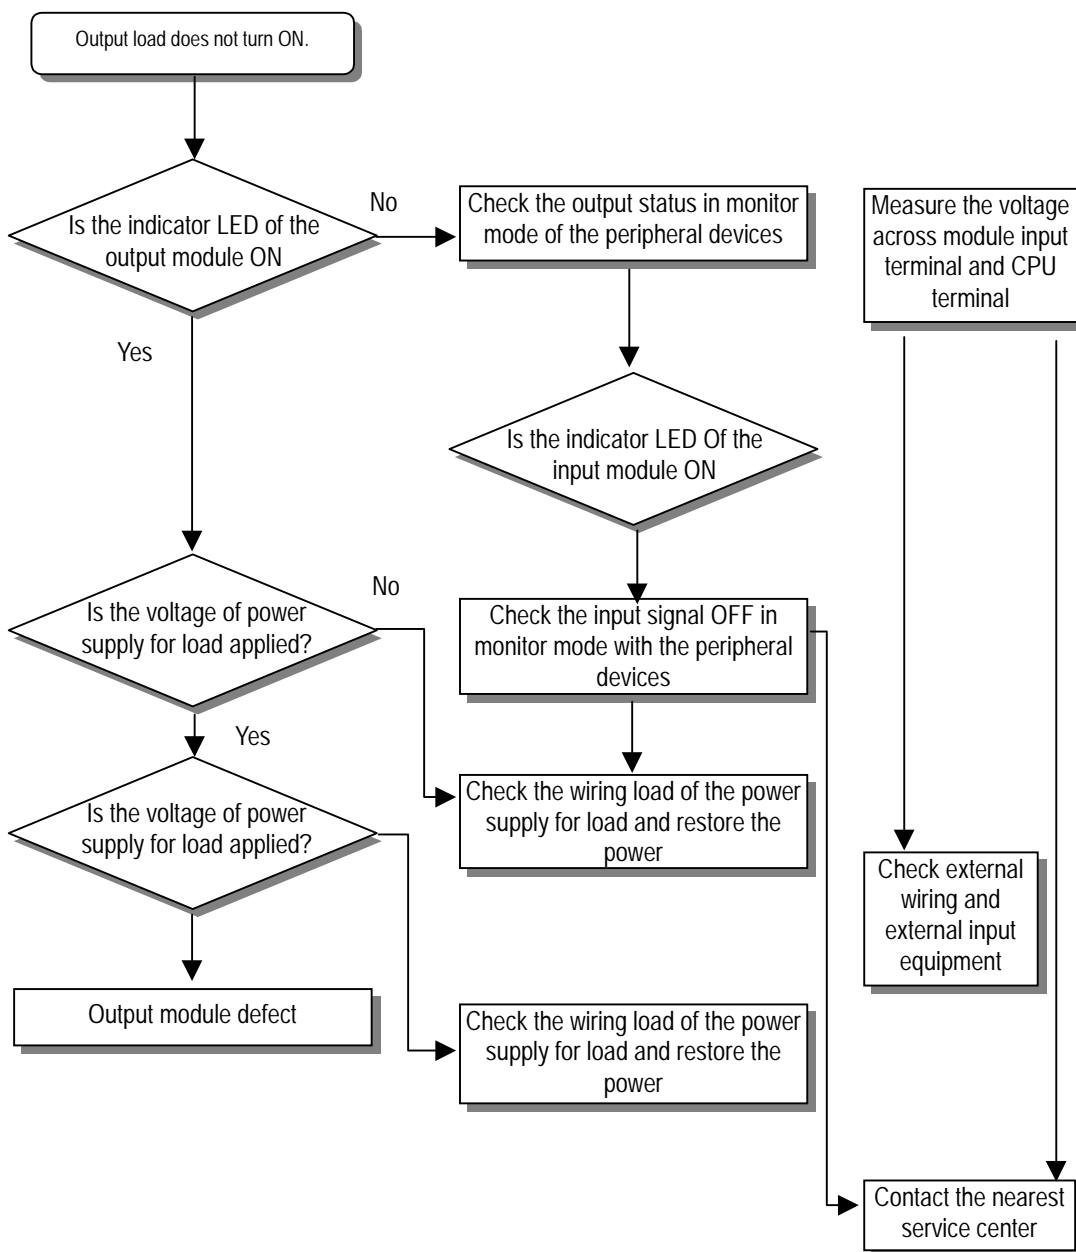 Output load does not turn ON.
Is the indicator LED of the
output module ON
No
Check the output status in monitor
mode of the peripheral devices
Measure the voltage
across module input
terminal and CPU
terminal
Yes
Is the indicator LED Of the
input module ON
Is the voltage of power
supply for load applied?
No
Check the input signal OFF in
monitor mode with the peripheral
devices
Yes
Is the voltage of power
supply for load applied?
Check the wiring load of the power
supply for load and restore the
power
Check external
wiring and
external input
equipment
Output module defect
Check the wiring load of the power
supply for load and restore the
power
Contact the nearest
service center